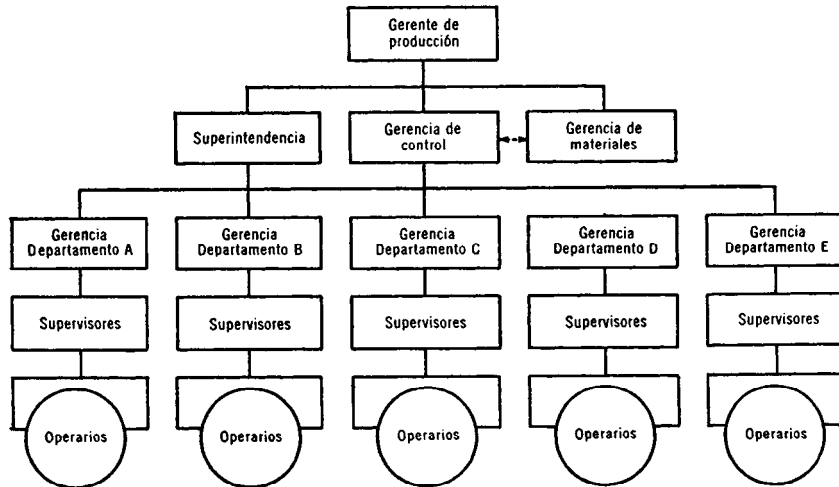 Gerente de
producción
Superintendencia
Gerencia de
control
Gerencia de
materiales
Gerencia
Departamento A
Gerencia
Departamento B
Gerencia
Departamento C
Gerencia
Departamento D
Gerencia
Departamento E
Supervisores
Supervisores
Supervisores
Supervisores
Supervisores
Operarios
Operarios
Operarios
Operarios
Operarios